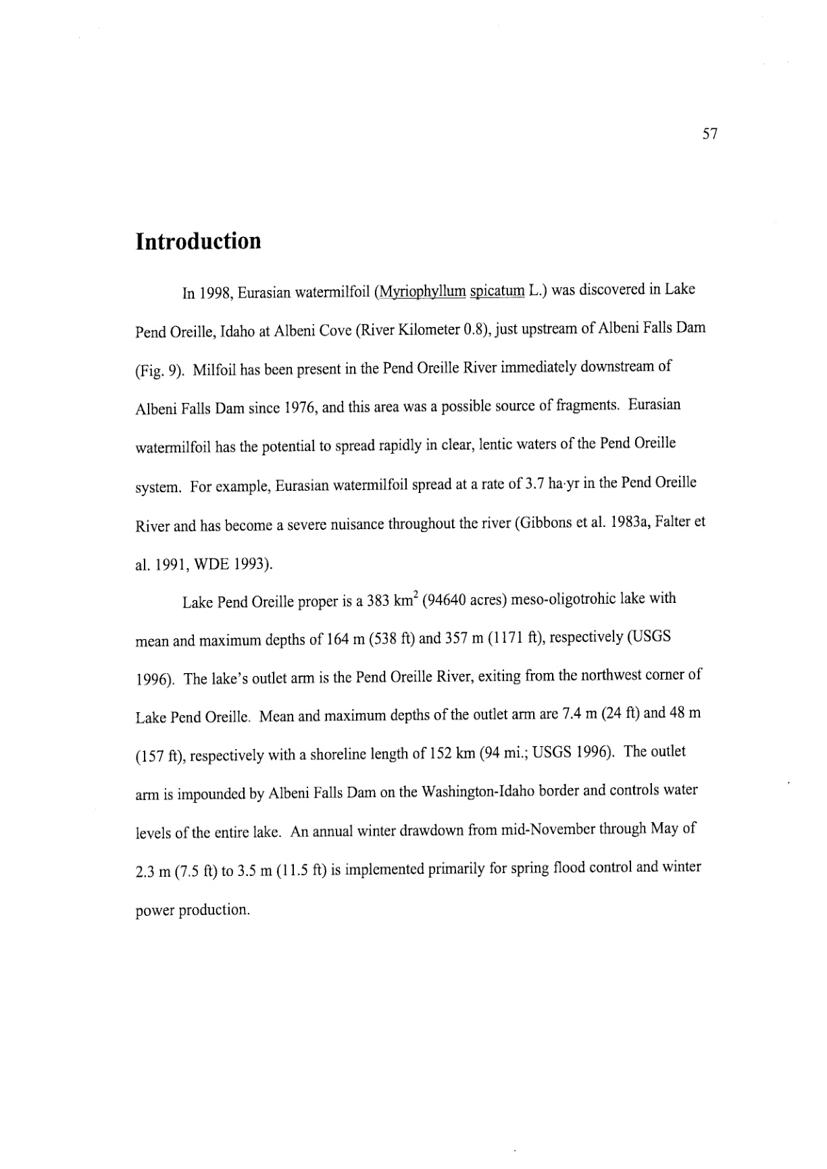 57
Introduction
In 1998, Eurasian watermilfoil (Myriophyllum spicatum L.) was discovered in Lake
Pend Oreille, Idaho at Albeni Cove (River Kilometer 0.8), just upstream of Albeni Falls Dam
(Fig. 9). Milfoil has been present in the Pend Oreille River immediately downstream of
Albeni Falls Dam since 1976, and this area was a possible source of fragments. Eurasian
watermilfoil has the potential to spread rapidly in clear, lentic waters of the Pend Oreille
system. For example, Eurasian watermilfoil spread at a rate of 3.7 ha·yr in the Pend Oreille
River and has become a severe nuisance throughout the river (Gibbons et al. 1983a, Falter et
al. 1991, WDE 1993).
Lake Pend Oreille proper is a 383 km² (94640 acres) meso-oligotrohic lake with
mean and maximum depths of 164 m (538 ft) and 357 m (1171 ft), respectively (USGS
1996). The lake's outlet arm is the Pend Oreille River, exiting from the northwest corner of
Lake Pend Oreille. Mean and maximum depths of the outlet arm are 7.4 m (24 ft) and 48 m
(157 ft), respectively with a shoreline length of 152 km (94 mi.; USGS 1996). The outlet
arm is impounded by Albeni Falls Dam on the Washington-Idaho border and controls water
levels of the entire lake. An annual winter drawdown from mid-November through May of
2.3 m (7.5 ft) to 3.5 m (11.5 ft) is implemented primarily for spring flood control and winter
power production.